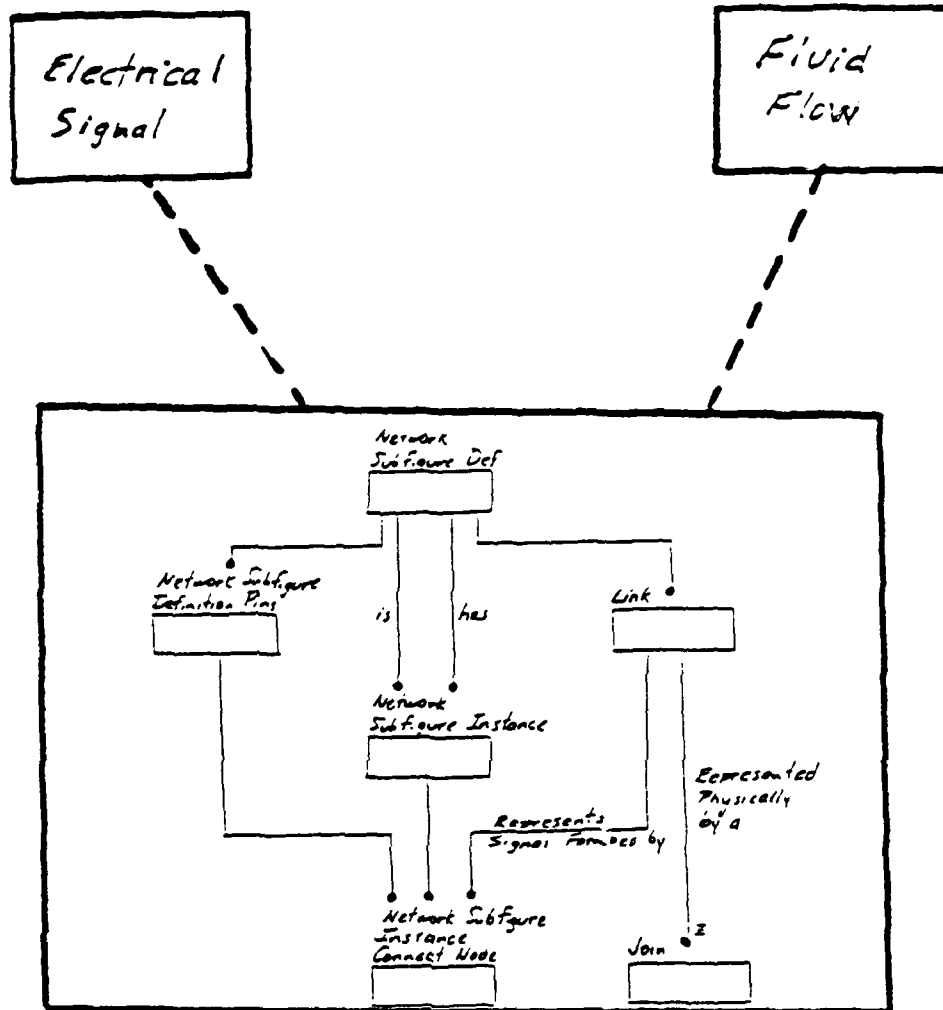 Electrical
Signal
Fluid
Flow
Network
Subfigure Def
Network Subfigure
Definition Pins
is
has
Link
Network
Subfigure Instance
Represented
Physically
by a
Represents
Signal Formed by
Network Subfigure
Instance
Connect Node
Join